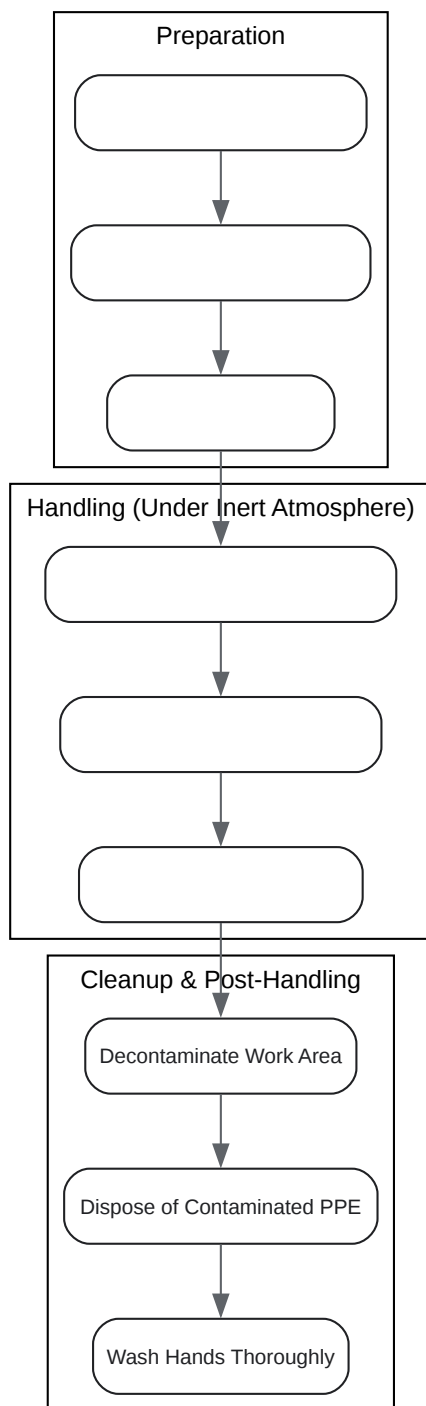 Preparation
Handling (Under Inert Atmosphere)
Cleanup & Post-Handling
Decontaminate Work Area
Dispose of Contaminated PPE
Wash Hands Thoroughly